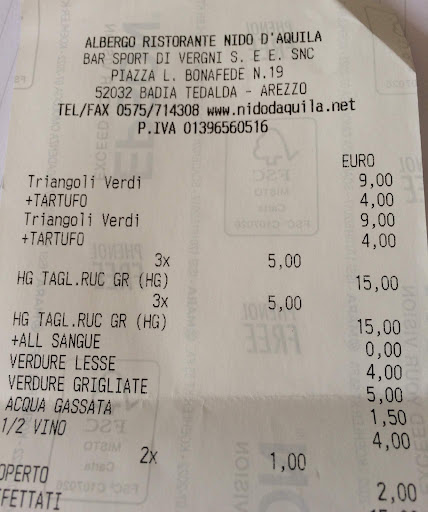 ALBERGO RISTORANTE NIDO D'AQUILA
BAR SPORT DI VERGNI S. E E. SNC
PIAZZA L. BONAFEDE N.19
52032 BADIA TEDALDA - AREZZO
TEL/FAX 0575/714308 www.nidodaquila.net
P.IVA 01396560516
EURO
Triangoli Verdi 9,00
+TARTUFO 4,00
Triangoli Verdi 9,00
+TARTUFO 4,00
3x 5,00
HG TAGL.RUC GR (HG) 15,00
3x 5,00
HG TAGL.RUC GR (HG) 15,00
+ALL SANGUE 0,00
VERDURE LESSE 4,00
VERDURE GRIGLIATE 5,00
ACQUA GASSATA 1,50
1/2 VINO 4,00
2x 1,00
OPERTO 2,00
FFETTATI